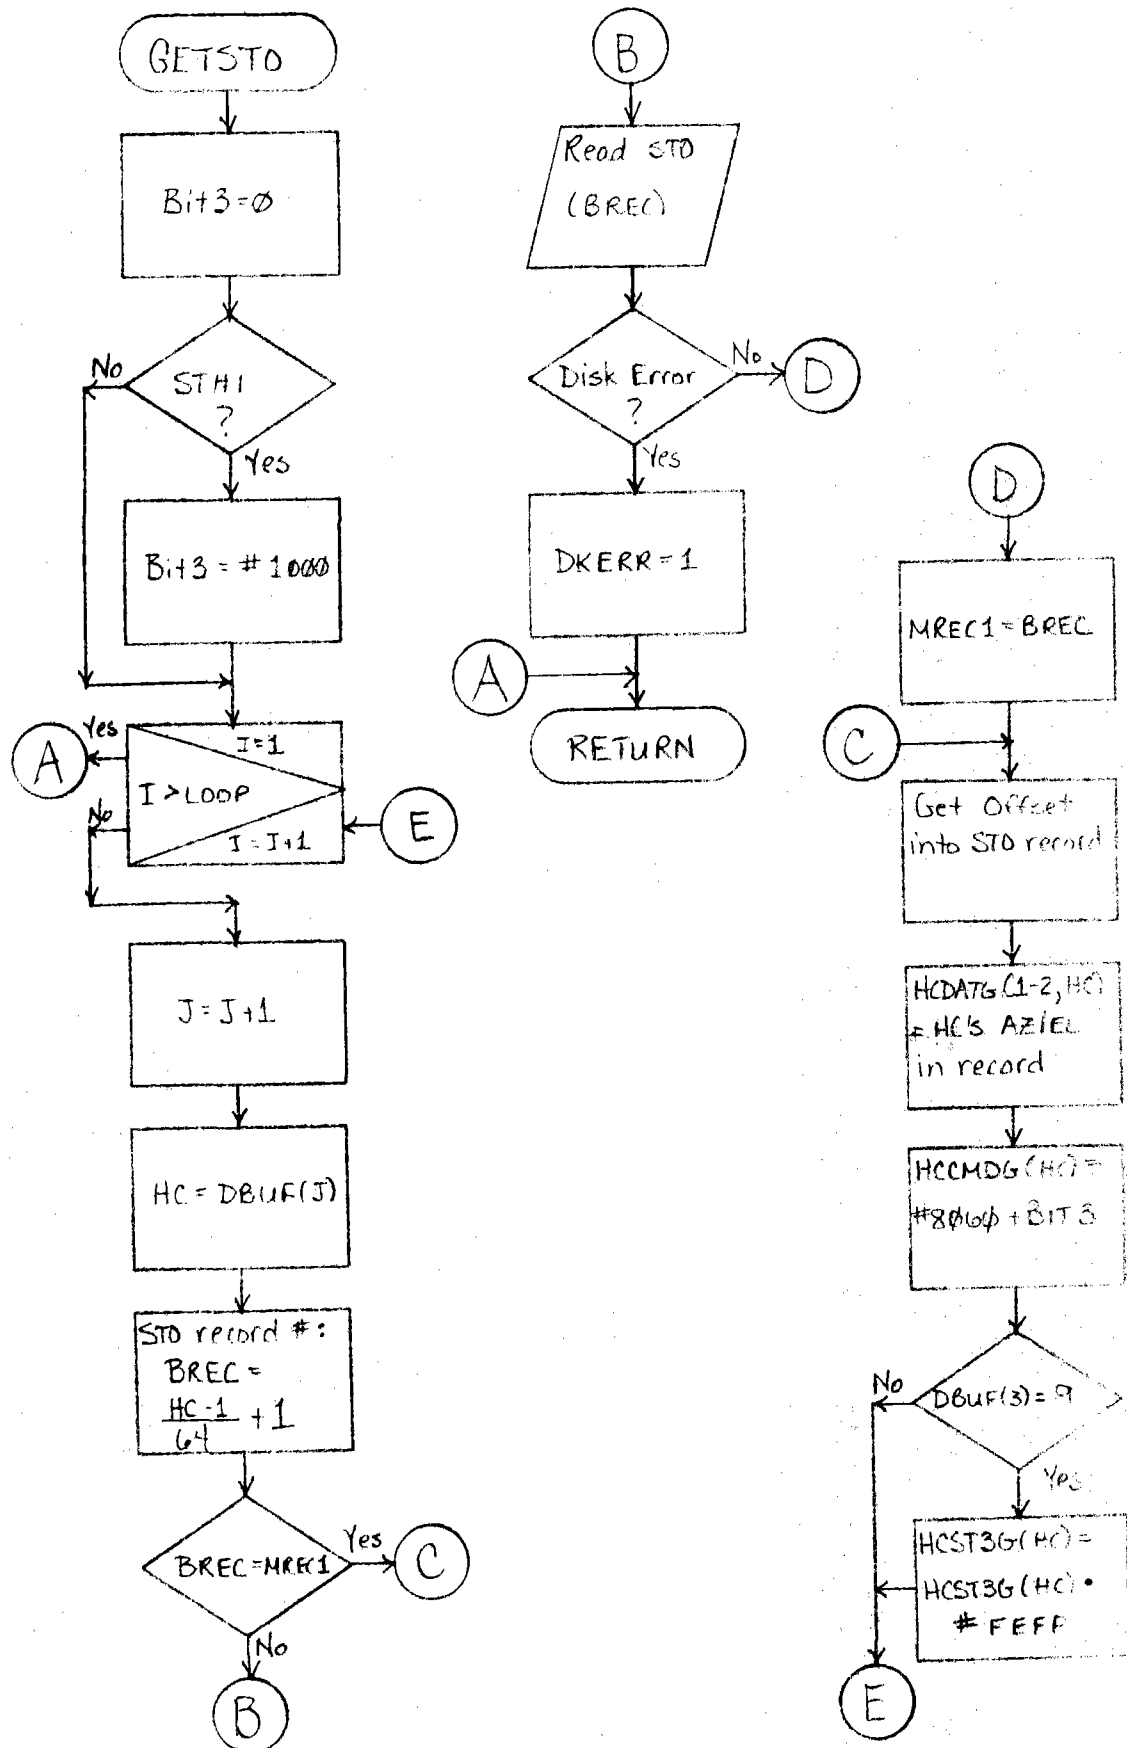 GETSTO
Bit3=Ø
STHI
?
No
Yes
Bit3 = #1ØØØ
A
Yes
I=1
I > LOOP
No
I = I+1
E
J = J+1
HC = DBUF(J)
STO record #:
BREC =
HC-1
64
+ 1
BREC=MREC1
Yes
C
No
B
B
Read STO
(BREC)
Disk Error
?
No
D
Yes
DKERR = 1
A
RETURN
D
MREC1 = BREC
C
Get Offset
into STO record
HCDATG(1-2,HC)
= HC's AZ/EL
in record
HCCMDG(HC) =
#8Ø6Ø + BIT3
DBUF(3) = 9
No
Yes
HCST3G(HC) =
HCST3G(HC) •
# FEFF
E